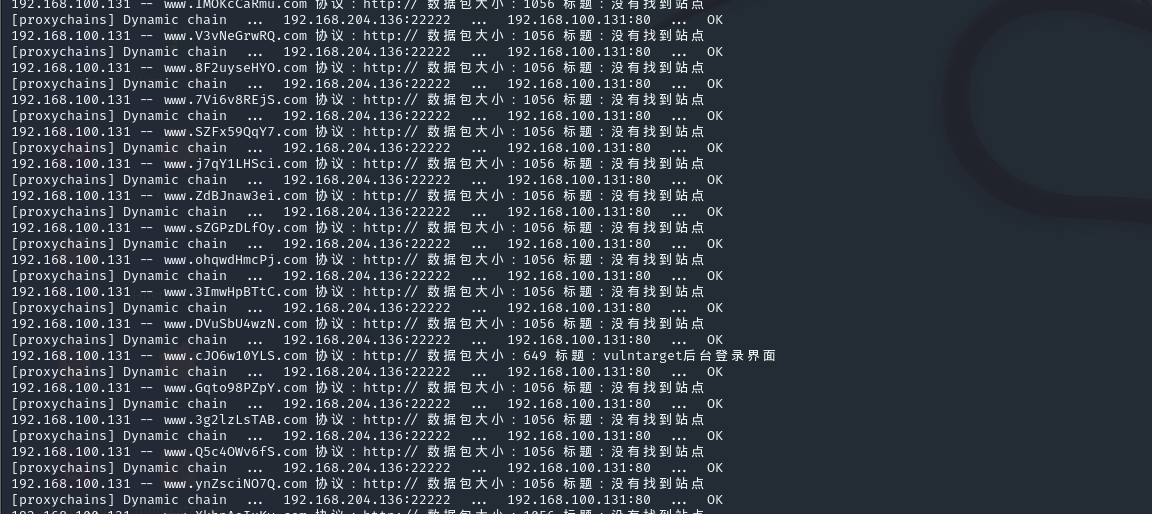 192.168.100.131 -- www.IMOKcCaRmu.com 协议：http:// 数据包大小：1056 标题：没有找到站点
[proxychains] Dynamic chain ... 192.168.204.136:22222 ... 192.168.100.131:80 ... OK
192.168.100.131 -- www.V3vNeGrwRQ.com 协议：http:// 数据包大小：1056 标题：没有找到站点
[proxychains] Dynamic chain ... 192.168.204.136:22222 ... 192.168.100.131:80 ... OK
192.168.100.131 -- www.8F2uyseHYO.com 协议：http:// 数据包大小：1056 标题：没有找到站点
[proxychains] Dynamic chain ... 192.168.204.136:22222 ... 192.168.100.131:80 ... OK
192.168.100.131 -- www.7Vi6v8REjS.com 协议：http:// 数据包大小：1056 标题：没有找到站点
[proxychains] Dynamic chain ... 192.168.204.136:22222 ... 192.168.100.131:80 ... OK
192.168.100.131 -- www.SZFx59QqY7.com 协议：http:// 数据包大小：1056 标题：没有找到站点
[proxychains] Dynamic chain ... 192.168.204.136:22222 ... 192.168.100.131:80 ... OK
192.168.100.131 -- www.j7qY1LHSci.com 协议：http:// 数据包大小：1056 标题：没有找到站点
[proxychains] Dynamic chain ... 192.168.204.136:22222 ... 192.168.100.131:80 ... OK
192.168.100.131 -- www.ZdBJnaw3ei.com 协议：http:// 数据包大小：1056 标题：没有找到站点
[proxychains] Dynamic chain ... 192.168.204.136:22222 ... 192.168.100.131:80 ... OK
192.168.100.131 -- www.sZGPzDLfOy.com 协议：http:// 数据包大小：1056 标题：没有找到站点
[proxychains] Dynamic chain ... 192.168.204.136:22222 ... 192.168.100.131:80 ... OK
192.168.100.131 -- www.ohqwdHmcPj.com 协议：http:// 数据包大小：1056 标题：没有找到站点
[proxychains] Dynamic chain ... 192.168.204.136:22222 ... 192.168.100.131:80 ... OK
192.168.100.131 -- www.3ImwHpBTtC.com 协议：http:// 数据包大小：1056 标题：没有找到站点
[proxychains] Dynamic chain ... 192.168.204.136:22222 ... 192.168.100.131:80 ... OK
192.168.100.131 -- www.DVuSbU4wzN.com 协议：http:// 数据包大小：1056 标题：没有找到站点
[proxychains] Dynamic chain ... 192.168.204.136:22222 ... 192.168.100.131:80 ... OK
192.168.100.131 -- www.cJO6w10YLS.com 协议：http:// 数据包大小：649 标题：vulntarget后台登录界面
[proxychains] Dynamic chain ... 192.168.204.136:22222 ... 192.168.100.131:80 ... OK
192.168.100.131 -- www.Gqto98PZpY.com 协议：http:// 数据包大小：1056 标题：没有找到站点
[proxychains] Dynamic chain ... 192.168.204.136:22222 ... 192.168.100.131:80 ... OK
192.168.100.131 -- www.3g2lzLsTAB.com 协议：http:// 数据包大小：1056 标题：没有找到站点
[proxychains] Dynamic chain ... 192.168.204.136:22222 ... 192.168.100.131:80 ... OK
192.168.100.131 -- www.Q5c4OWv6fS.com 协议：http:// 数据包大小：1056 标题：没有找到站点
[proxychains] Dynamic chain ... 192.168.204.136:22222 ... 192.168.100.131:80 ... OK
192.168.100.131 -- www.ynZsciNO7Q.com 协议：http:// 数据包大小：1056 标题：没有找到站点
[proxychains] Dynamic chain ... 192.168.204.136:22222 ... 192.168.100.131:80 ... OK